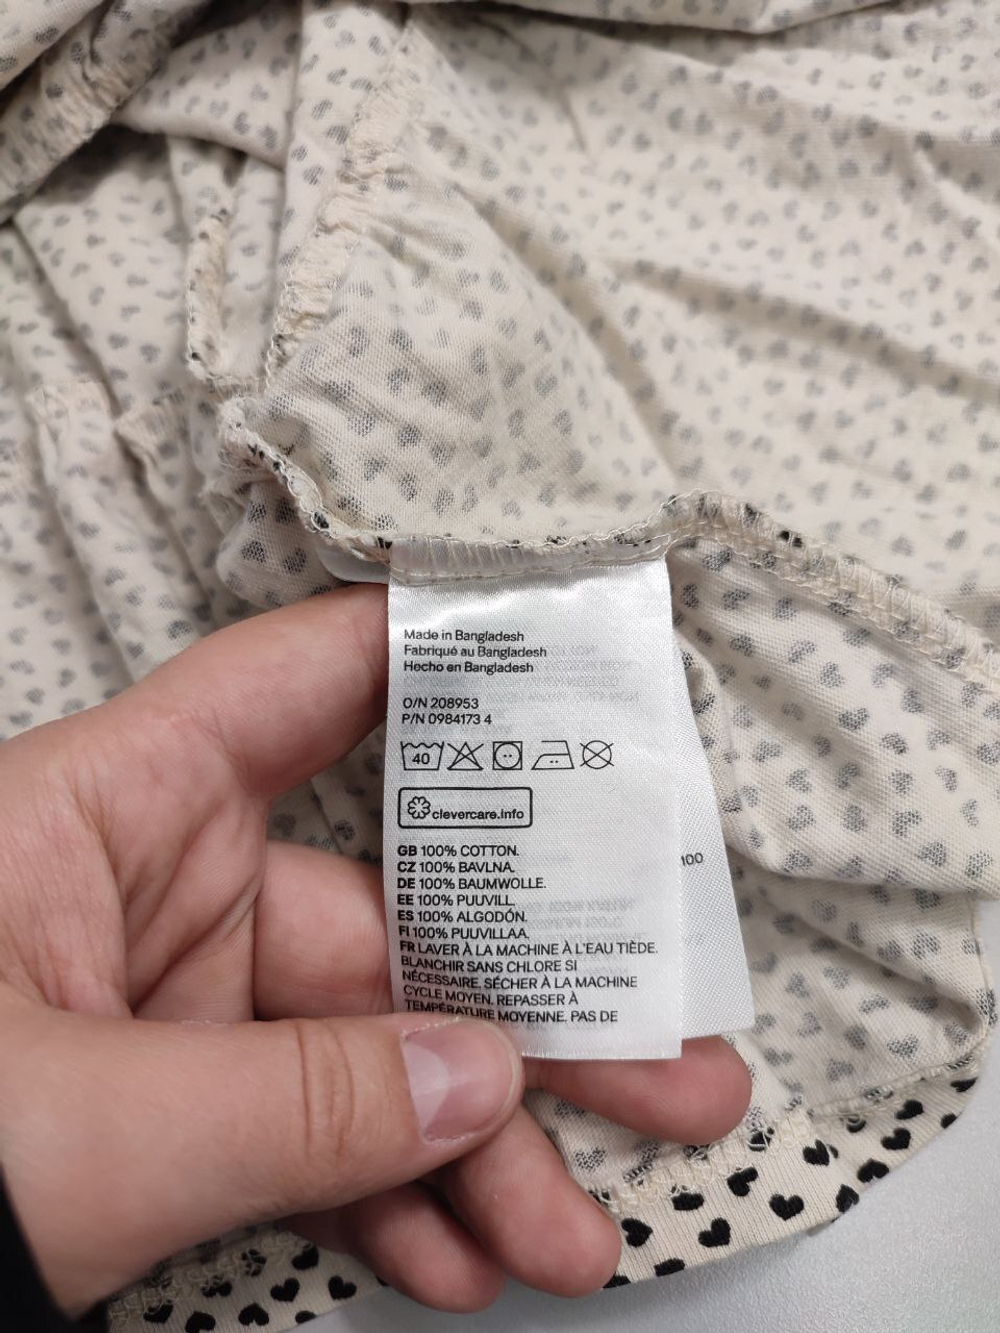 Made in Bangladesh
Fabriqué au Bangladesh
Hecho en Bangladesh
O/N 208953
P/N 0984173 4
40
clevercare.info
GB 100% COTTON.
CZ 100% BAVLNA.
DE 100% BAUMWOLLE.
EE 100% PUUVILL.
ES 100% ALGODÓN.
FI 100% PUUVILLAA.
FR LAVER À LA MACHINE À L'EAU TIÈDE.
BLANCHIR SANS CHLORE SI
NÉCESSAIRE. SÉCHER À LA MACHINE
CYCLE MOYEN. REPASSER À
TEMPÉRATURE MOYENNE. PAS DE
100